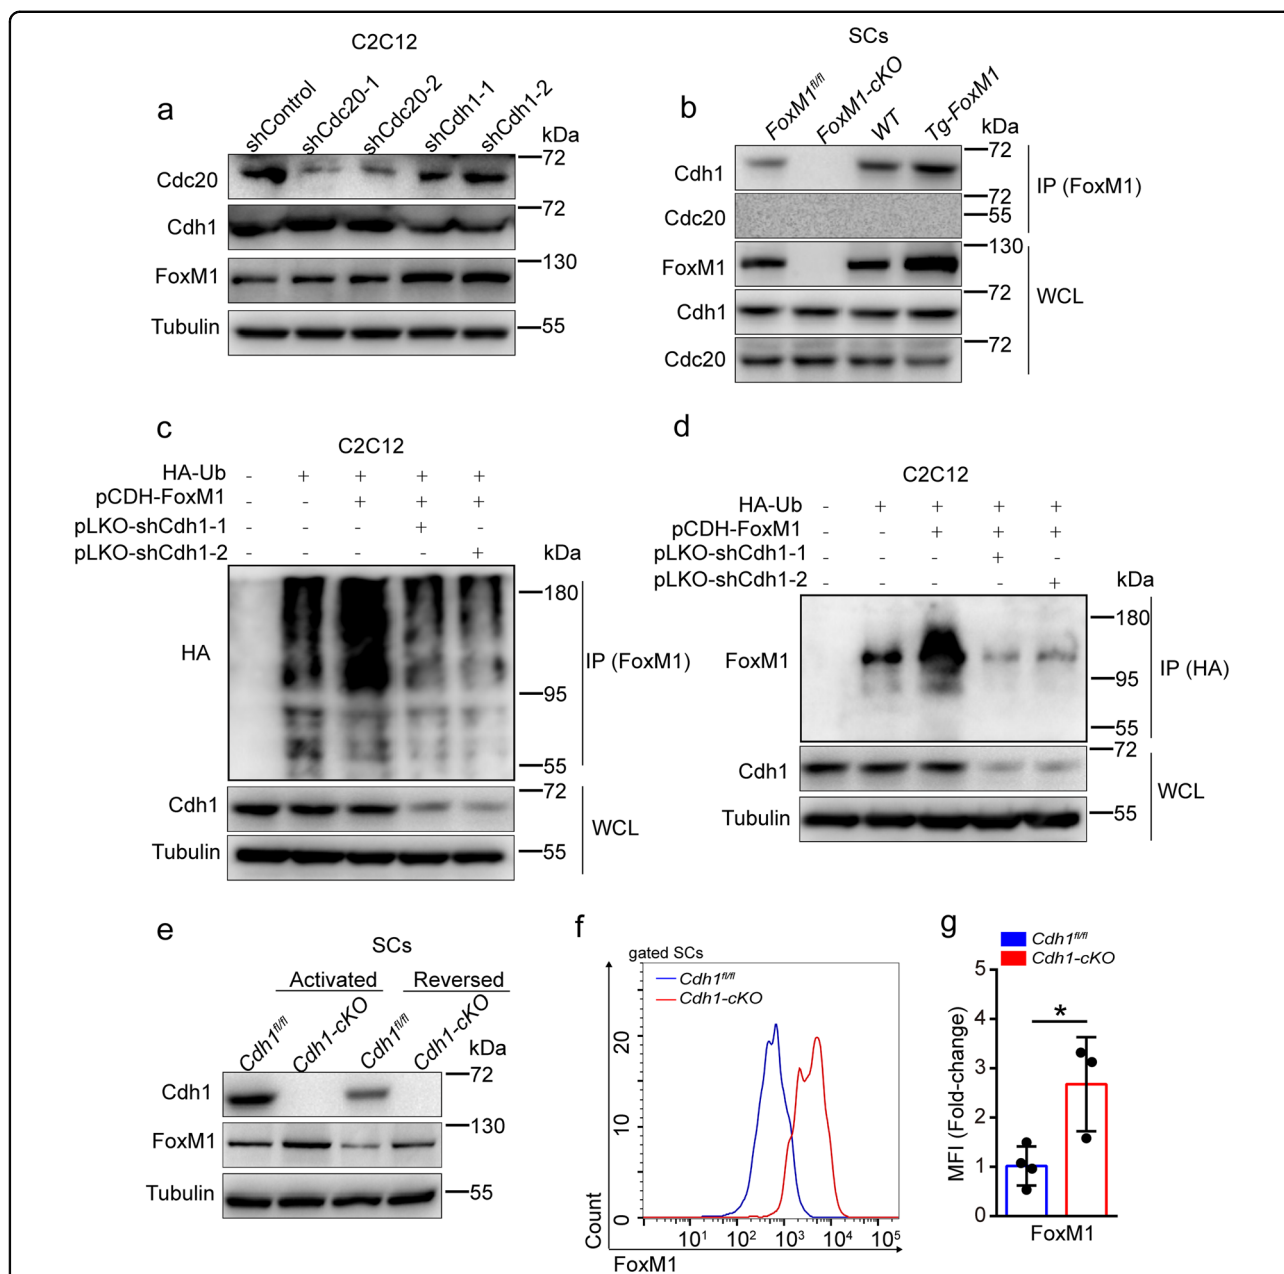 C2C12
a
shControl
shCdc20-1
shCdc20-2
shCdh1-1
shCdh1-2
kDa
Cdc20
72
Cdh1
72
FoxM1
130
Tubulin
55
SCs
b
FoxM1fl/fl
FoxM1-cKO
WT
Tg-FoxM1
kDa
Cdh1
72
IP (FoxM1)
Cdc20
72
55
FoxM1
130
WCL
Cdh1
72
Cdc20
72
c
C2C12
HA-Ub - + + + +
pCDH-FoxM1 - - + + +
pLKO-shCdh1-1 - - - + -
pLKO-shCdh1-2 - - - - +
kDa
HA
180
95
55
IP (FoxM1)
Cdh1
72
WCL
Tubulin
55
d
C2C12
HA-Ub - + + + +
pCDH-FoxM1 - - + + +
pLKO-shCdh1-1 - - - + -
pLKO-shCdh1-2 - - - - +
kDa
FoxM1
180
95
55
IP (HA)
Cdh1
72
WCL
Tubulin
55
e
SCs
Activated Reversed
Cdh1fl/fl
Cdh1-cKO
Cdh1fl/fl
Cdh1-cKO
kDa
Cdh1
72
FoxM1
130
Tubulin
55
f
gated SCs
Cdh1fl/fl
Cdh1-cKO
20
10
0
Count
10¹ 10² 10³ 10⁴ 10⁵
FoxM1
g
Cdh1fl/fl
Cdh1-cKO
MFI (Fold-change)
5
4
3
2
1
0
*
FoxM1